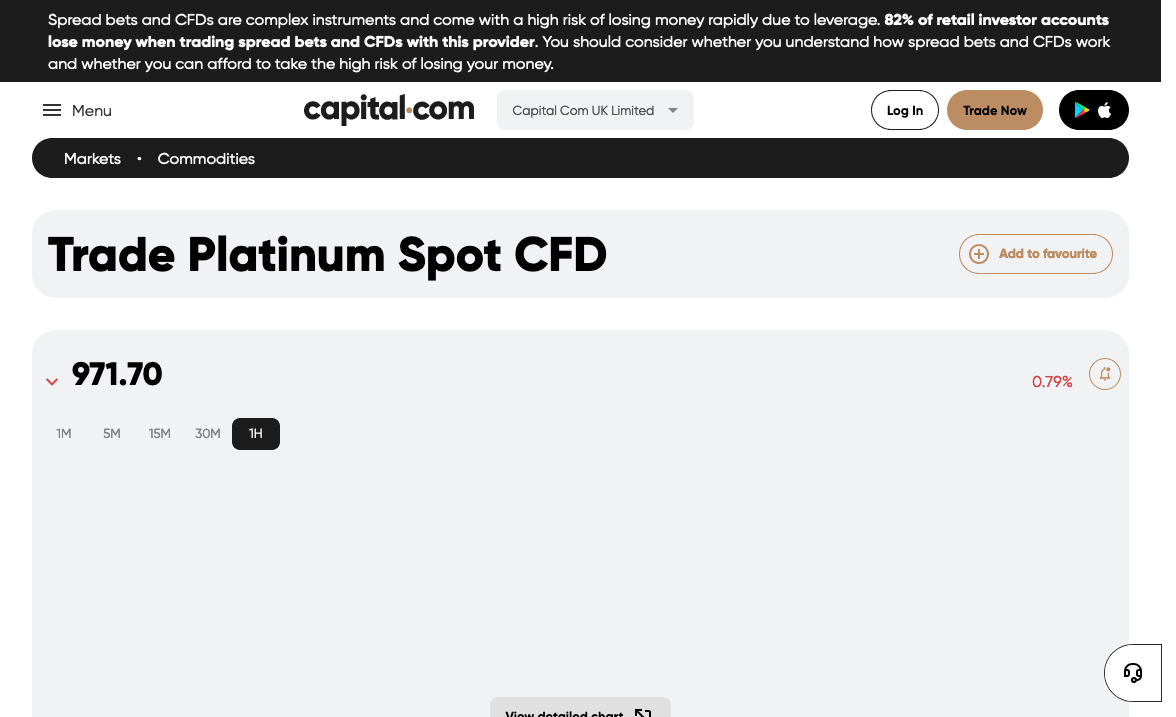 Spread bets and CFDs are complex instruments and come with a high risk of losing money rapidly due to leverage. 82% of retail investor accounts
lose money when trading spread bets and CFDs with this provider. You should consider whether you understand how spread bets and CFDs work
and whether you can afford to take the high risk of losing your money.
Menu
capital.com
Capital Com UK Limited
Log In
Trade Now
Markets • Commodities
Trade Platinum Spot CFD
Add to favourite
971.70
0.79%
1M 5M 15M 30M 1H
View detailed chart